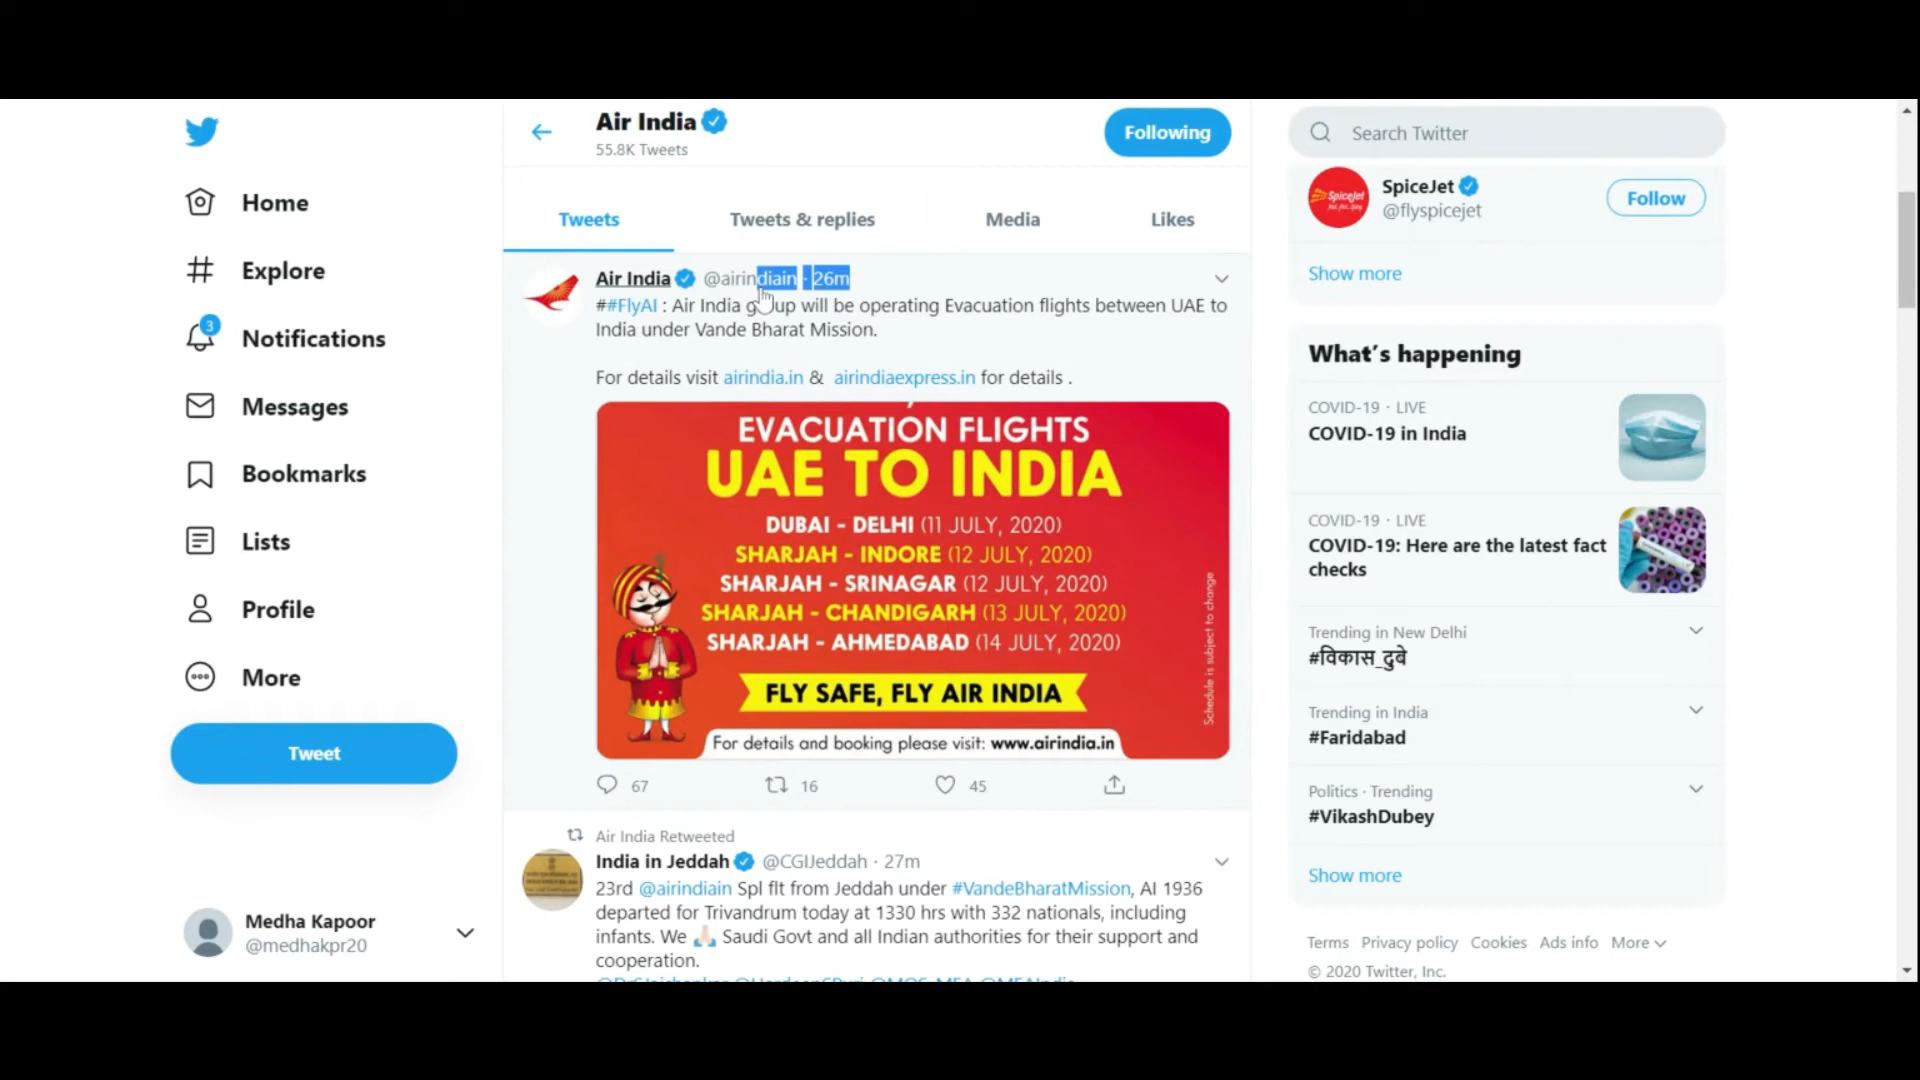 Air India
55.8K Tweets
Following
Search Twitter
Home
Explore
3
Notifications
Messages
Bookmarks
Lists
Profile
More
Tweet
Medha Kapoor
@medhakpr20
Tweets
Tweets & replies
Media
Likes
Air India @airindiain · 26m
##FlyAI : Air India group will be operating Evacuation flights between UAE to
India under Vande Bharat Mission.
For details visit airindia.in & airindiaexpress.in for details .
EVACUATION FLIGHTS
UAE TO INDIA
DUBAI - DELHI (11 JULY, 2020)
SHARJAH - INDORE (12 JULY, 2020)
SHARJAH - SRINAGAR (12 JULY, 2020)
SHARJAH - CHANDIGARH (13 JULY, 2020)
SHARJAH - AHMEDABAD (14 JULY, 2020)
FLY SAFE, FLY AIR INDIA
For details and booking please visit: www.airindia.in
Schedule is subject to change
67
16
45
Air India Retweeted
India in Jeddah @CGIJeddah · 27m
23rd @airindiain Spl flt from Jeddah under #VandeBharatMission, AI 1936
departed for Trivandrum today at 1330 hrs with 332 nationals, including
infants. We 🙏🏻 Saudi Govt and all Indian authorities for their support and
cooperation.
SpiceJet
SpiceJet
@flyspicejet
Follow
Show more
What's happening
COVID-19 · LIVE
COVID-19 in India
COVID-19 · LIVE
COVID-19: Here are the latest fact
checks
Trending in New Delhi
#विकास_दुबे
Trending in India
#Faridabad
Politics · Trending
#VikashDubey
Show more
Terms Privacy policy Cookies Ads info More
© 2020 Twitter, Inc.